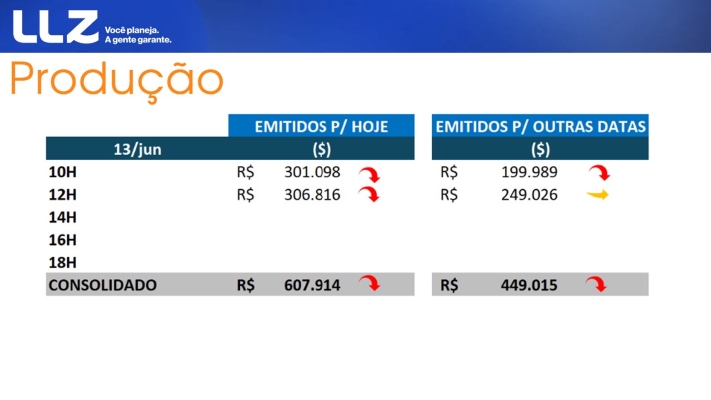 LLZ
Você planeja.
A gente garante.
Produção
EMITIDOS P/ HOJE EMITIDOS P/ OUTRAS DATAS
13/jun ($) ($)
10H R$ 301.098 R$ 199.989
12H R$ 306.816 R$ 249.026
14H
16H
18H
CONSOLIDADO R$ 607.914 R$ 449.015